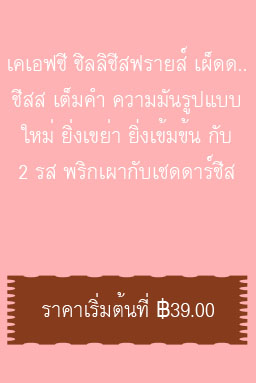 เคเอฟซี ชิลลิชีสฟรายส์ เผ็ดด..
ชีสส เต็มคำ ความมันรูปแบบ
ใหม่ ยิ่งเขย่า ยิ่งเข้มข้น กับ
2 รส พริกเผากับเชดดาร์ชีส
ราคาเริ่มต้นที่ ฿39.00